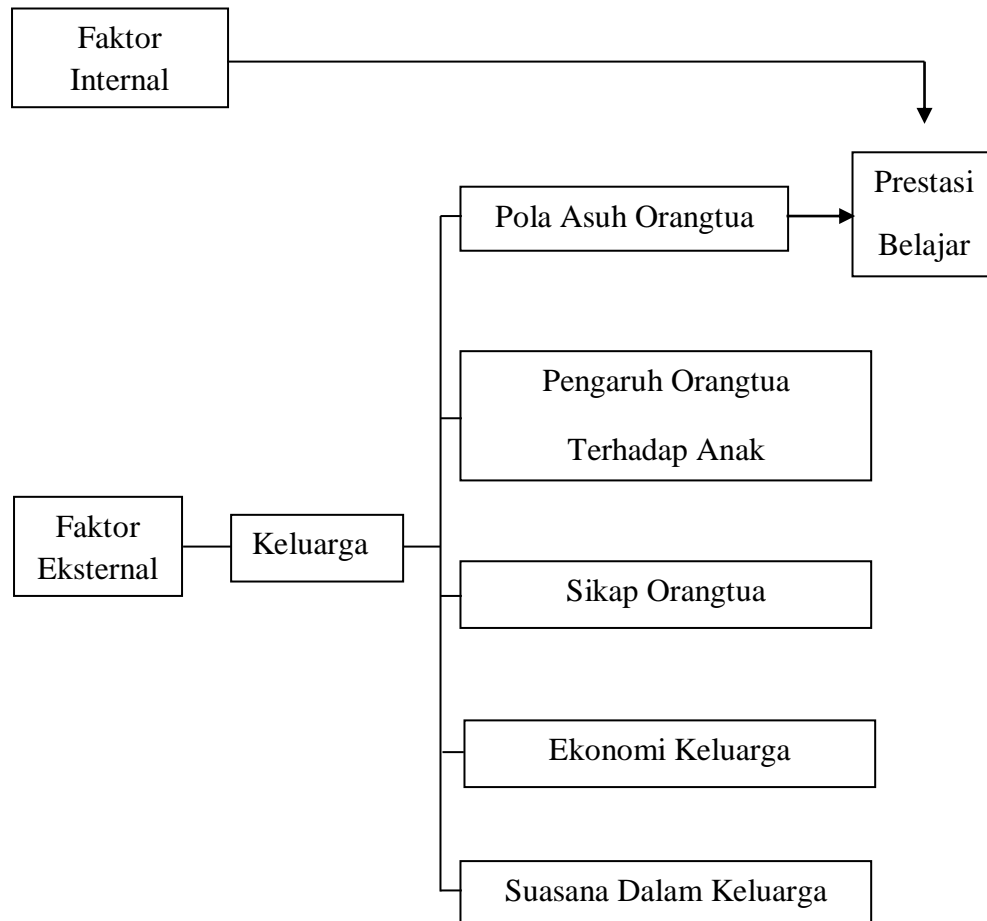 Faktor
Internal
Prestasi
Belajar
Pola Asuh Orangtua
Pengaruh Orangtua
Terhadap Anak
Faktor
Eksternal
Keluarga
Sikap Orangtua
Ekonomi Keluarga
Suasana Dalam Keluarga